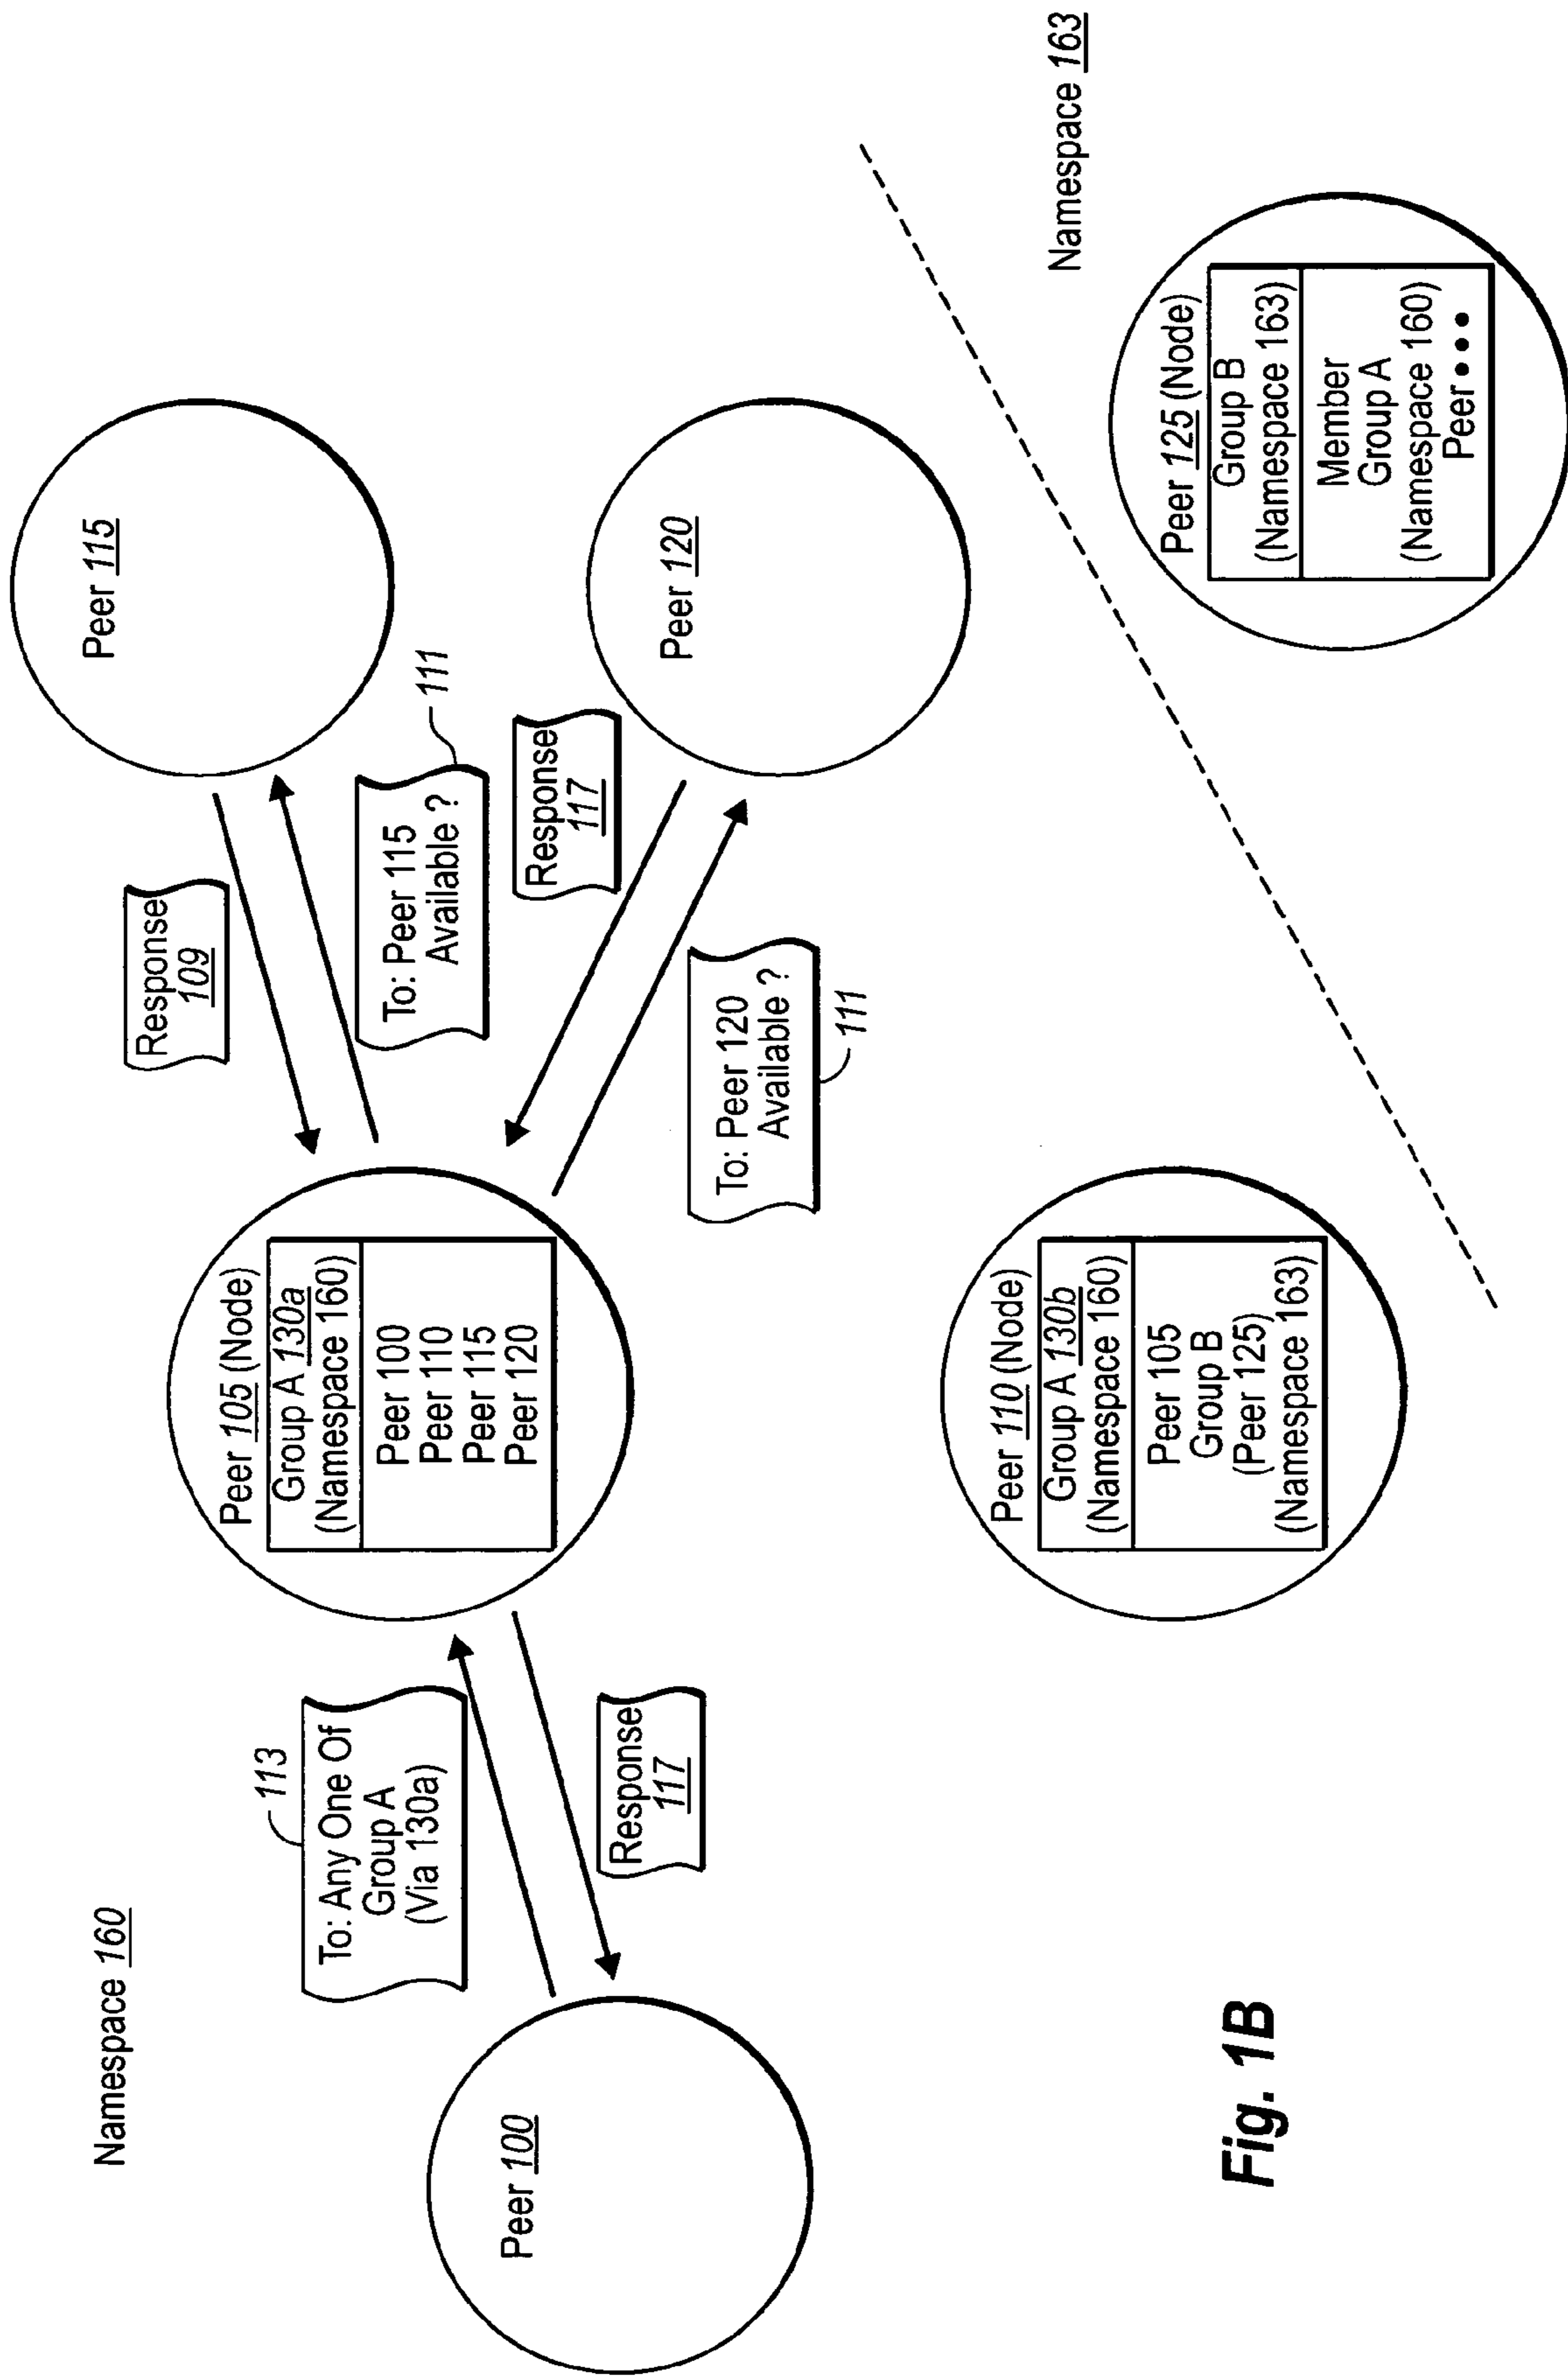 Namespace 160
Peer 100
113
To: Any One Of
Group A
(Via 130a)
Response
117
Peer 105 (Node)
Group A 130a
(Namespace 160)
Peer 100
Peer 110
Peer 115
Peer 120
Response
109
To: Peer 115
Available ?
111
Peer 115
Response
117
To: Peer 120
Available ?
111
Peer 120
Peer 110 (Node)
Group A 130b
(Namespace 160)
Peer 105
Group B
(Peer 125)
(Namespace 163)
Namespace 163
Peer 125 (Node)
Group B
(Namespace 163)
Member
Group A
(Namespace 160)
Peer •••
Fig. 1B